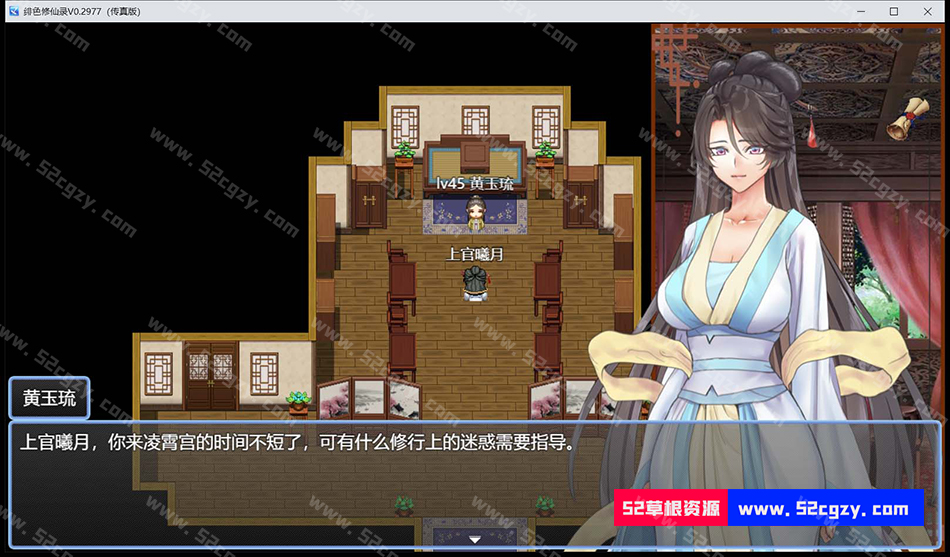 绯色修仙录V0.2977 (传真版)
lv45 黄玉琉
上官曦月
黄玉琉
上官曦月，你来凌霄宫的时间不短了，可有什么修行上的迷惑需要指导。
52草根资源 www.52cgzy.com
www.52cgzy.com